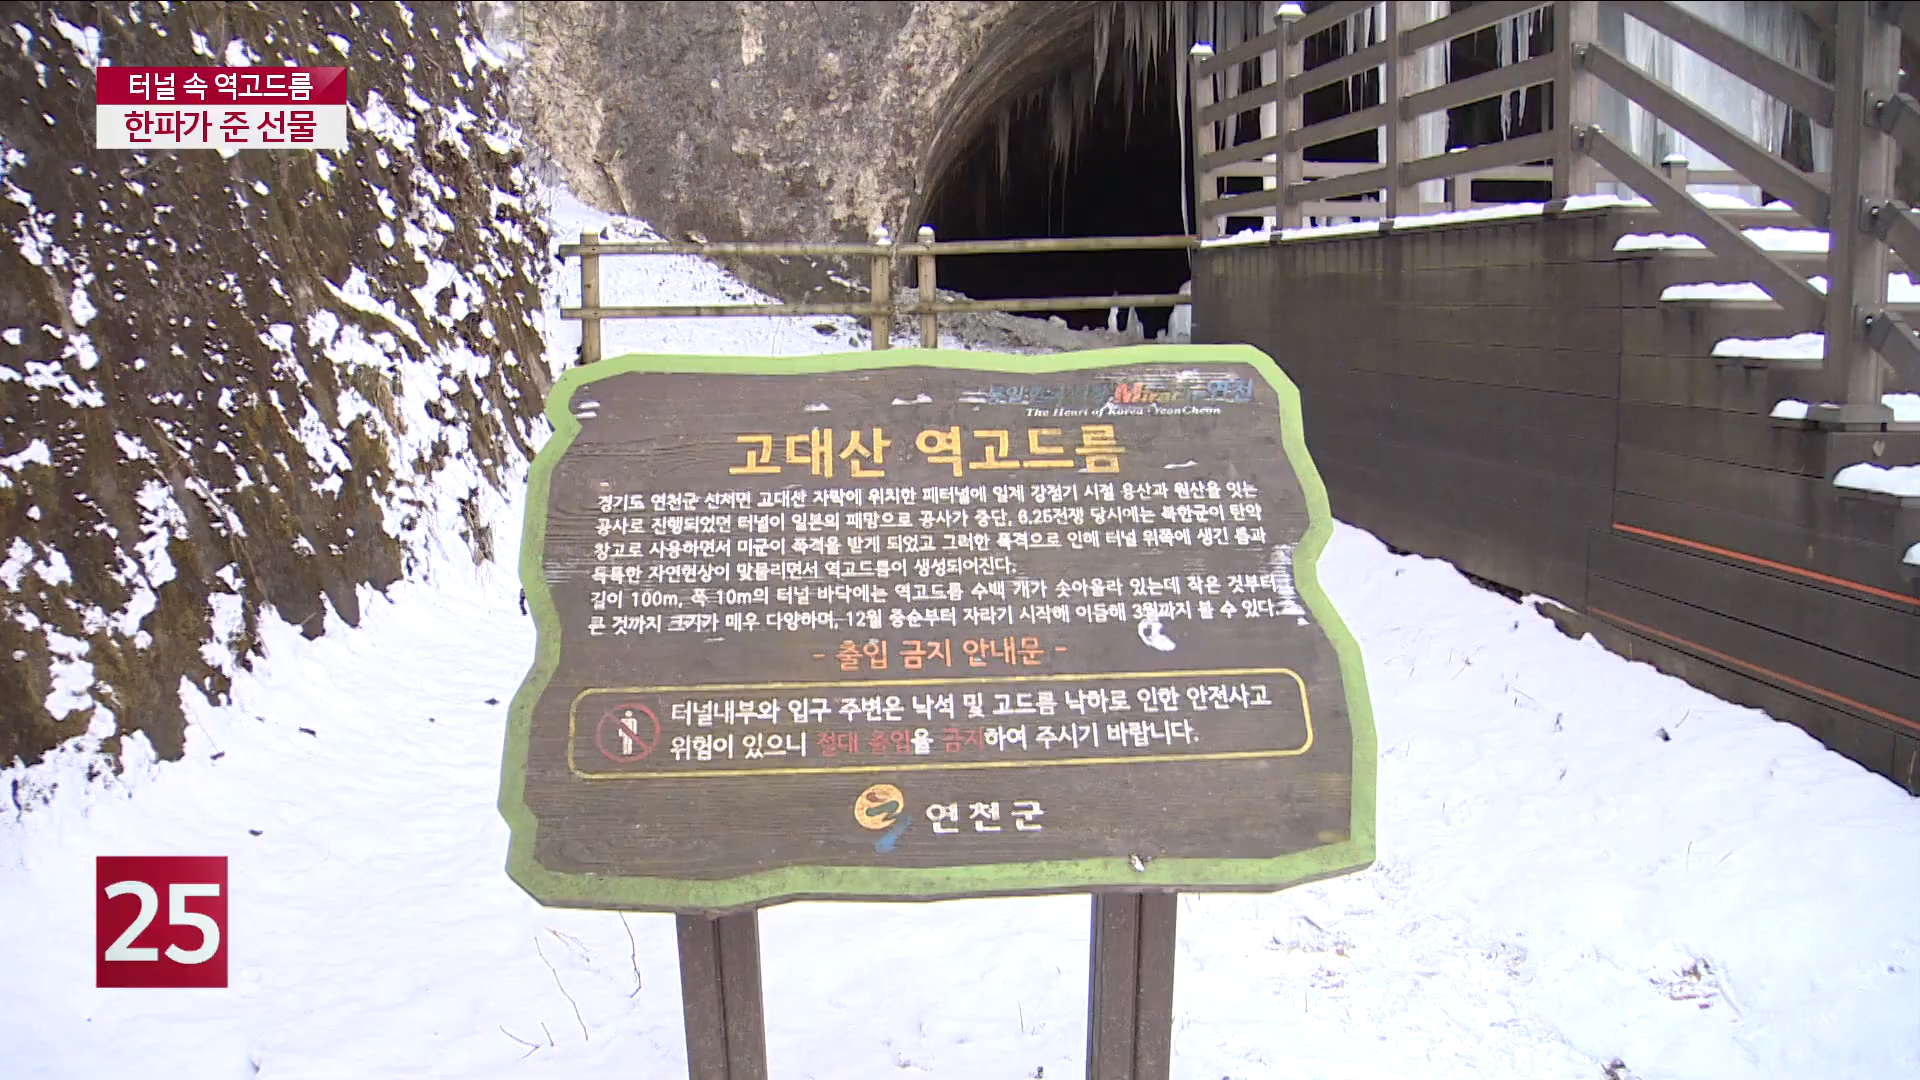 터널 속 역고드름
한파가 준 선물
Miracle 연천
The Heart of Korea · YeonCheon
고대산 역고드름
경기도 연천군 신서면 고대산 자락에 위치한 폐터널에 일제 강점기 시절 용산과 원산을 잇는
공사로 진행되었던 터널이 일본의 패망으로 공사가 중단, 6.25전쟁 당시에는 북한군이 탄약
창고로 사용하면서 미군이 폭격을 받게 되었고 그러한 폭격으로 인해 터널 위쪽에 생긴 틈과
독특한 자연현상이 맞물리면서 역고드름이 생성되어진다.
길이 100m, 폭 10m의 터널 바닥에는 역고드름 수백 개가 솟아올라 있는데 작은 것부터
큰 것까지 크기가 매우 다양하며, 12월 중순부터 자라기 시작해 이듬해 3월까지 볼 수 있다.
- 출입 금지 안내문 -
터널내부와 입구 주변은 낙석 및 고드름 낙하로 인한 안전사고
위험이 있으니 절대 출입을 금지하여 주시기 바랍니다.
연천군
25